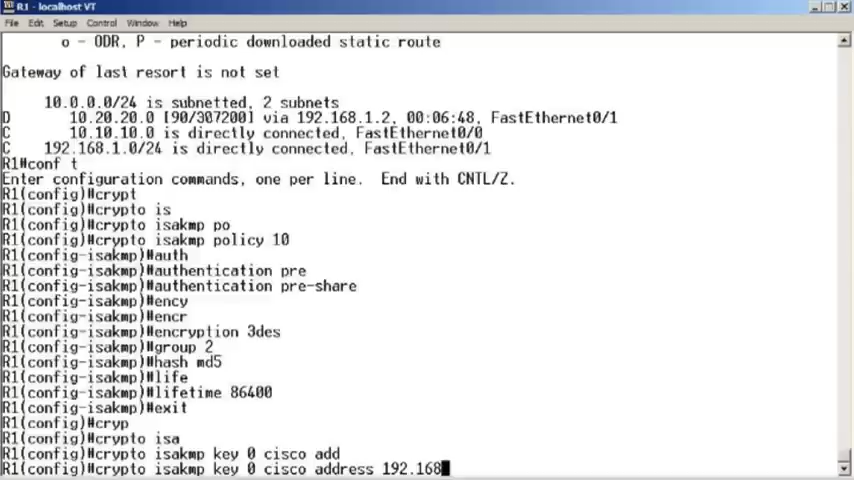 R1 - localhost VT
File Edit Setup Control Window Help
o - ODR, P - periodic downloaded static route
Gateway of last resort is not set
10.0.0.0/24 is subnetted, 2 subnets
D 10.20.20.0 [90/307200] via 192.168.1.2, 00:06:48, FastEthernet0/1
C 10.10.10.0 is directly connected, FastEthernet0/0
C 192.168.1.0/24 is directly connected, FastEthernet0/1
R1#conf t
Enter configuration commands, one per line. End with CNTL/Z.
R1(config)#crypt
R1(config)#crypto is
R1(config)#crypto isakmp po
R1(config)#crypto isakmp policy 10
R1(config-isakmp)#auth
R1(config-isakmp)#authentication pre
R1(config-isakmp)#authentication pre-share
R1(config-isakmp)#ency
R1(config-isakmp)#encr
R1(config-isakmp)#encryption 3des
R1(config-isakmp)#group 2
R1(config-isakmp)#hash md5
R1(config-isakmp)#life
R1(config-isakmp)#lifetime 86400
R1(config-isakmp)#exit
R1(config)#cryp
R1(config)#crypto isa
R1(config)#crypto isakmp key 0 cisco add
R1(config)#crypto isakmp key 0 cisco address 192.168